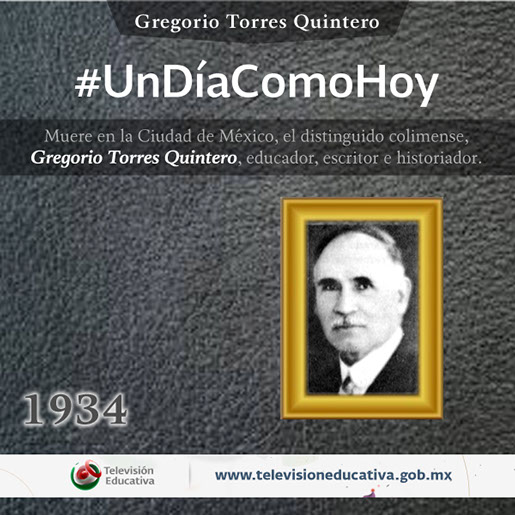 Gregorio Torres Quintero
#UnDíaComoHoy
Muere en la Ciudad de México, el distinguido colimense,
Gregorio Torres Quintero, educador, escritor e historiador.
1934
Televisión
Educativa
www.televisioneducativa.gob.mx